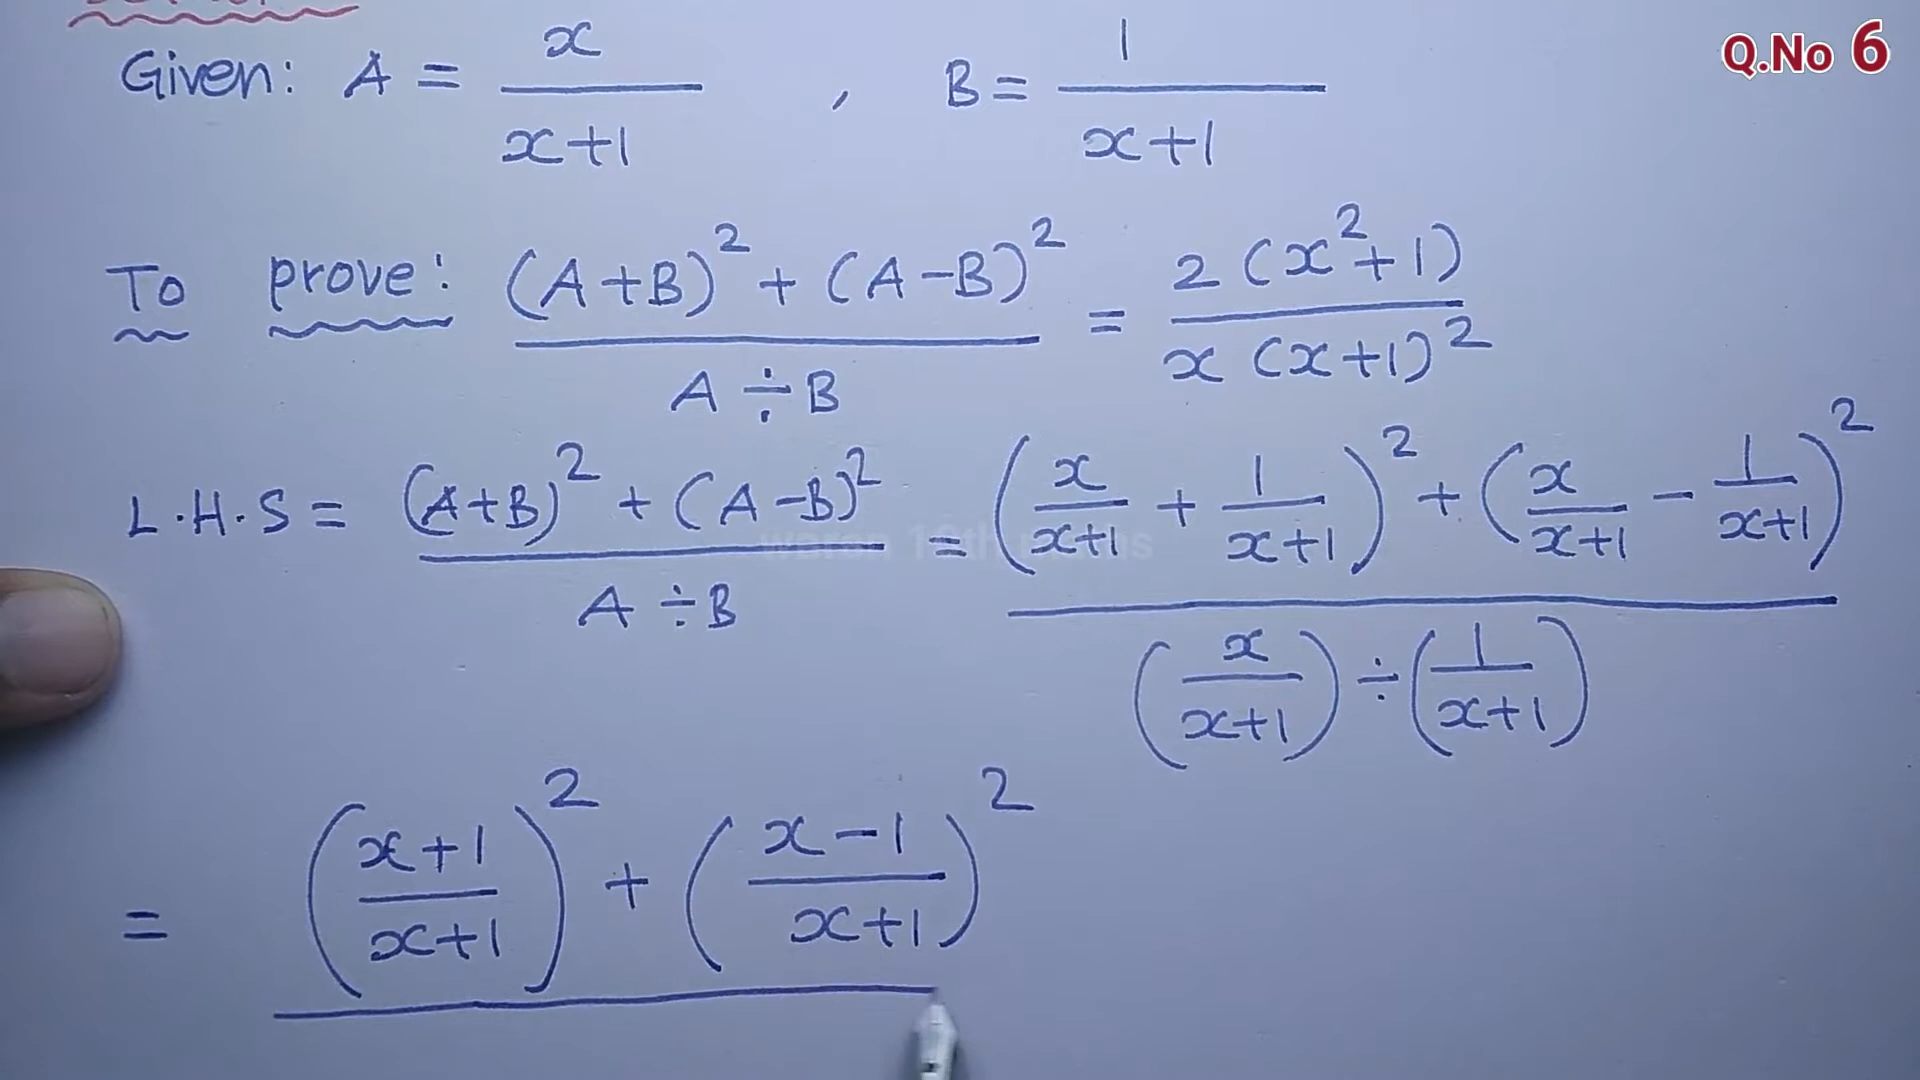 Q.No 6
Given: A = x/(x+1) , B = 1/(x+1)
To prove: ((A+B)² + (A-B)²)/(A ÷ B) = 2(x²+1)/(x(x+1)²)
L.H.S = ((A+B)² + (A-B)²)/(A ÷ B) = ((x/(x+1) + 1/(x+1))² + (x/(x+1) - 1/(x+1))²)/((x/(x+1)) ÷ (1/(x+1)))
= ((x+1)/(x+1))² + ((x-1)/(x+1))²